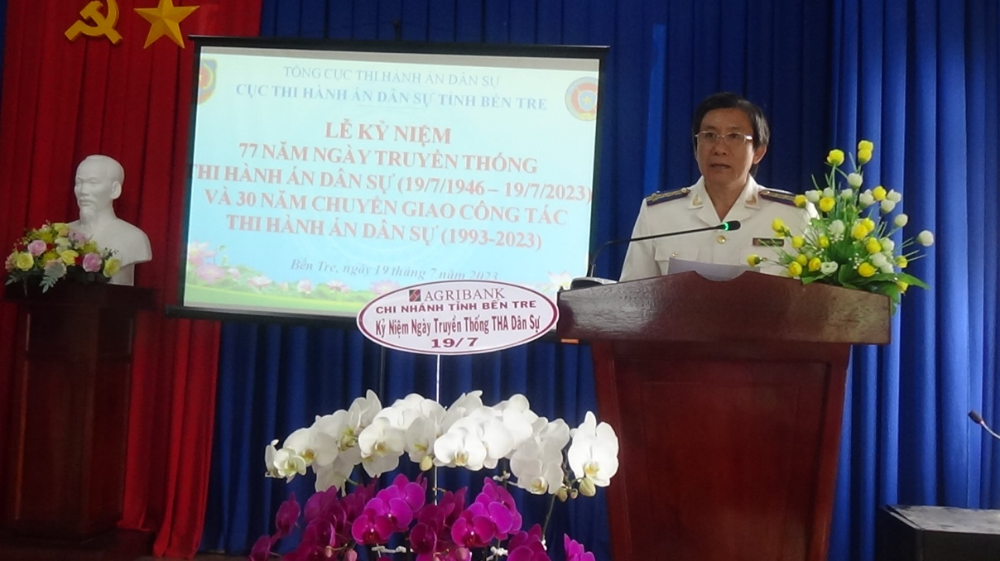 TỔNG CỤC THI HÀNH ÁN DÂN SỰ
CỤC THI HÀNH ÁN DÂN SỰ TỈNH BẾN TRE
LỄ KỶ NIỆM
77 NĂM NGÀY TRUYỀN THỐNG
THI HÀNH ÁN DÂN SỰ (19/7/1946 – 19/7/2023)
VÀ 30 NĂM CHUYỂN GIAO CÔNG TÁC
THI HÀNH ÁN DÂN SỰ (1993-2023)
Bến Tre, ngày 19 tháng 7 năm 2023
AGRIBANK
CHI NHÁNH TỈNH BẾN TRE
Kỷ Niệm Ngày Truyền Thống THA Dân Sự
19/7